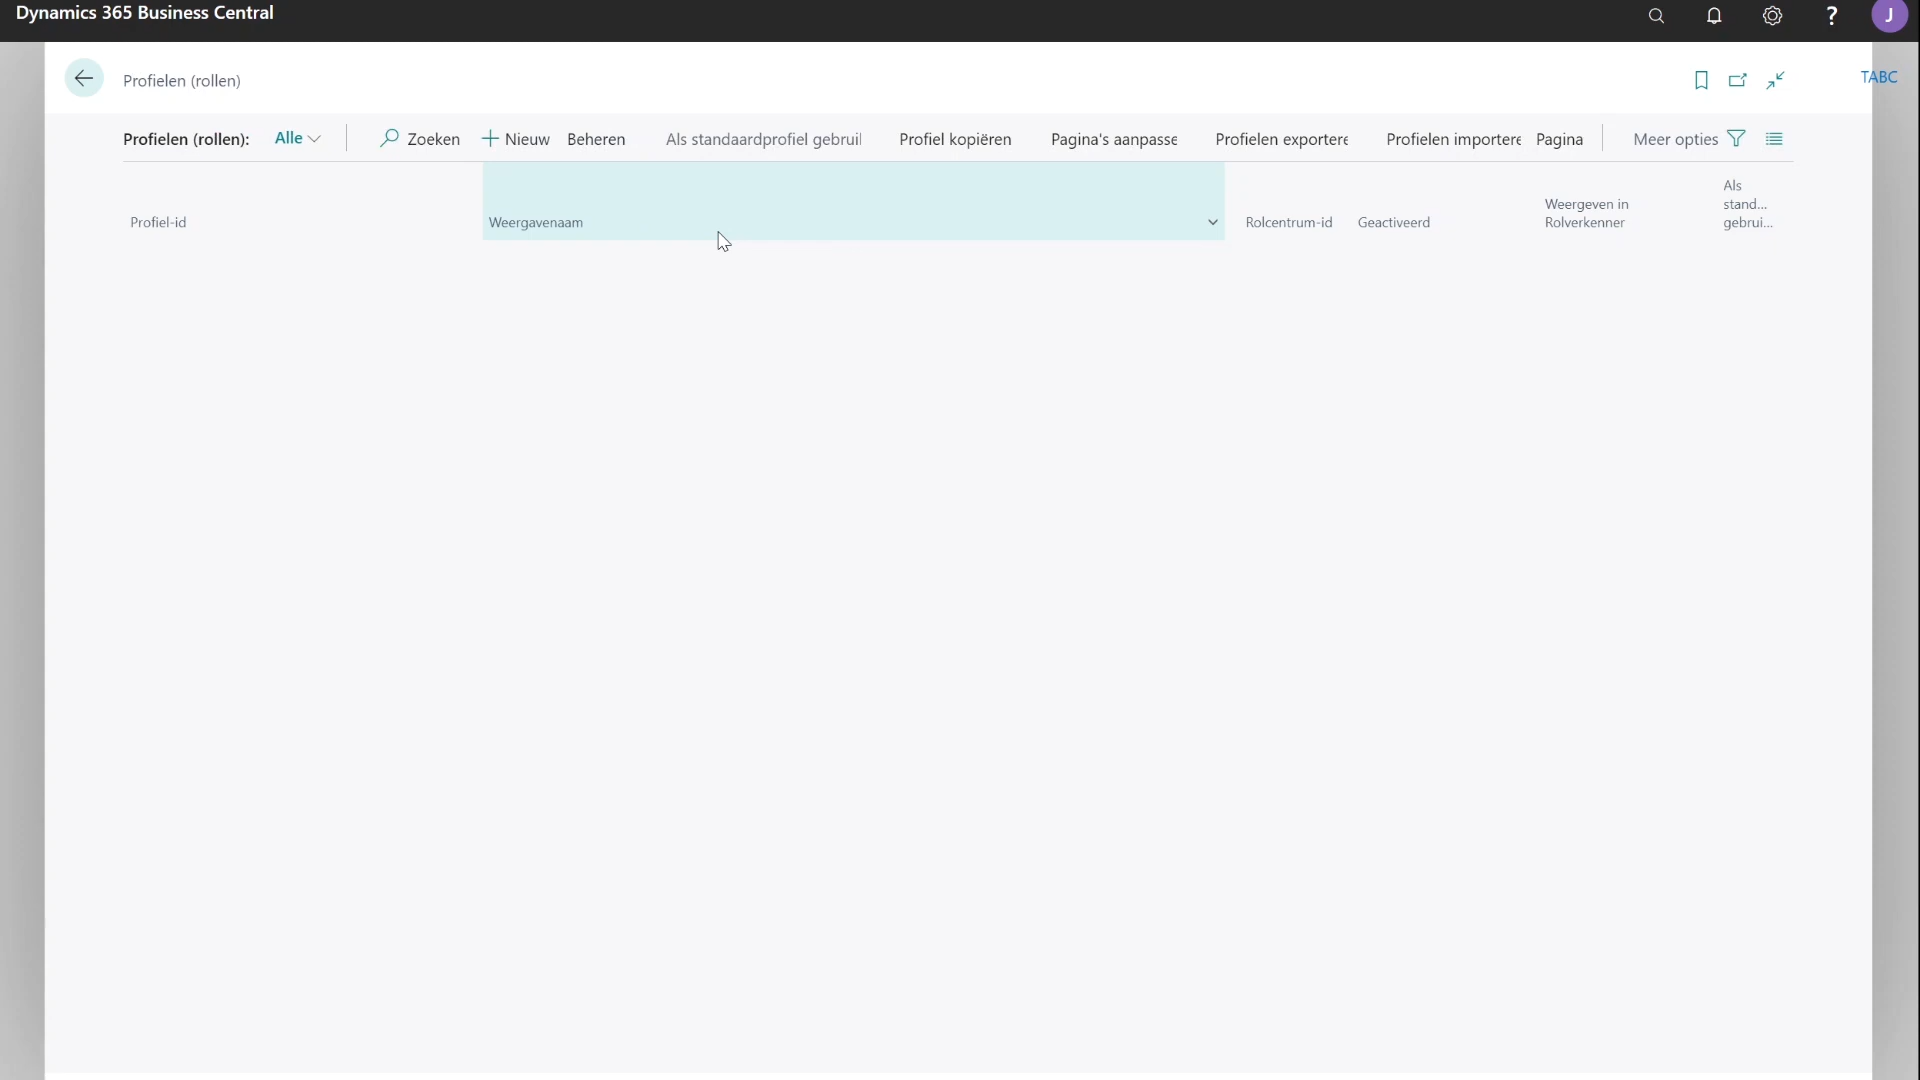 Dynamics 365 Business Central
J
Profielen (rollen)
TABC
Profielen (rollen): Alle Zoeken Nieuw Beheren Als standaardprofiel gebruil Profiel kopiëren Pagina's aanpasse Profielen exportere Profielen importere Pagina Meer opties
Profiel-id
Weergavenaam
Rolcentrum-id
Geactiveerd
Weergeven in
Rolverkenner
Als
stand...
gebrui...